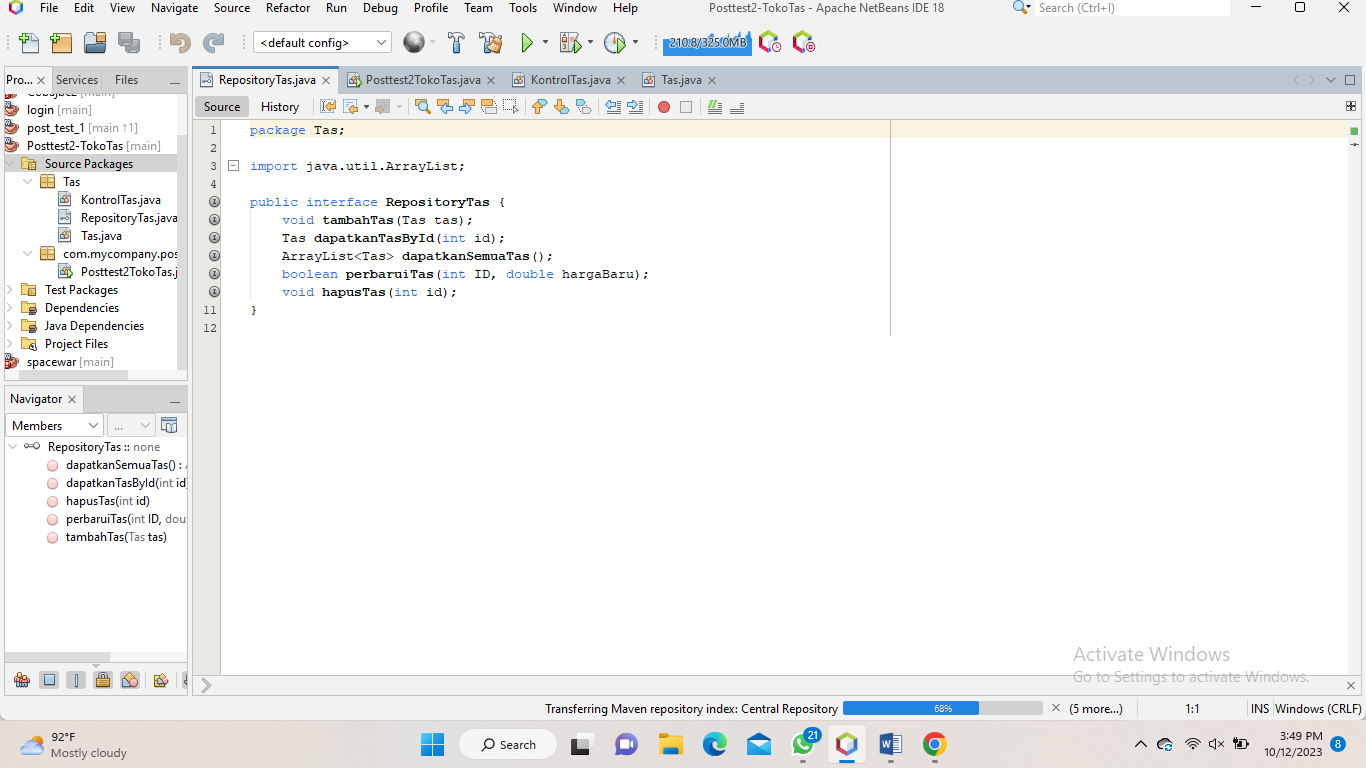 File Edit View Navigate Source Refactor Run Debug Profile Team Tools Window Help
Posttest2-TokoTas - Apache NetBeans IDE 18
Search (Ctrl+I)
<default config>
210.8/325.0MB
Pro... Services Files
login [main]
post_test_1 [main ↑1]
Posttest2-TokoTas [main]
Source Packages
Tas
KontrolTas.java
RepositoryTas.java
Tas.java
com.mycompany.pos
Posttest2TokoTas.j
Test Packages
Dependencies
Java Dependencies
Project Files
spacewar [main]
Navigator
Members
...
RepositoryTas :: none
dapatkanSemuaTas() :
dapatkanTasById(int id
hapusTas(int id)
perbaruiTas(int ID, dou
tambahTas(Tas tas)
RepositoryTas.java Posttest2TokoTas.java KontrolTas.java Tas.java
Source History
1 package Tas;
2
3 import java.util.ArrayList;
4
public interface RepositoryTas {
void tambahTas(Tas tas);
Tas dapatkanTasById(int id);
ArrayList<Tas> dapatkanSemuaTas();
boolean perbaruiTas(int ID, double hargaBaru);
void hapusTas(int id);
11 }
12
Activate Windows
Go to Settings to activate Windows.
Transferring Maven repository index: Central Repository 68% (5 more...) 1:1 INS Windows (CRLF)
92°F
Mostly cloudy
Search
21
3:49 PM
10/12/2023
8